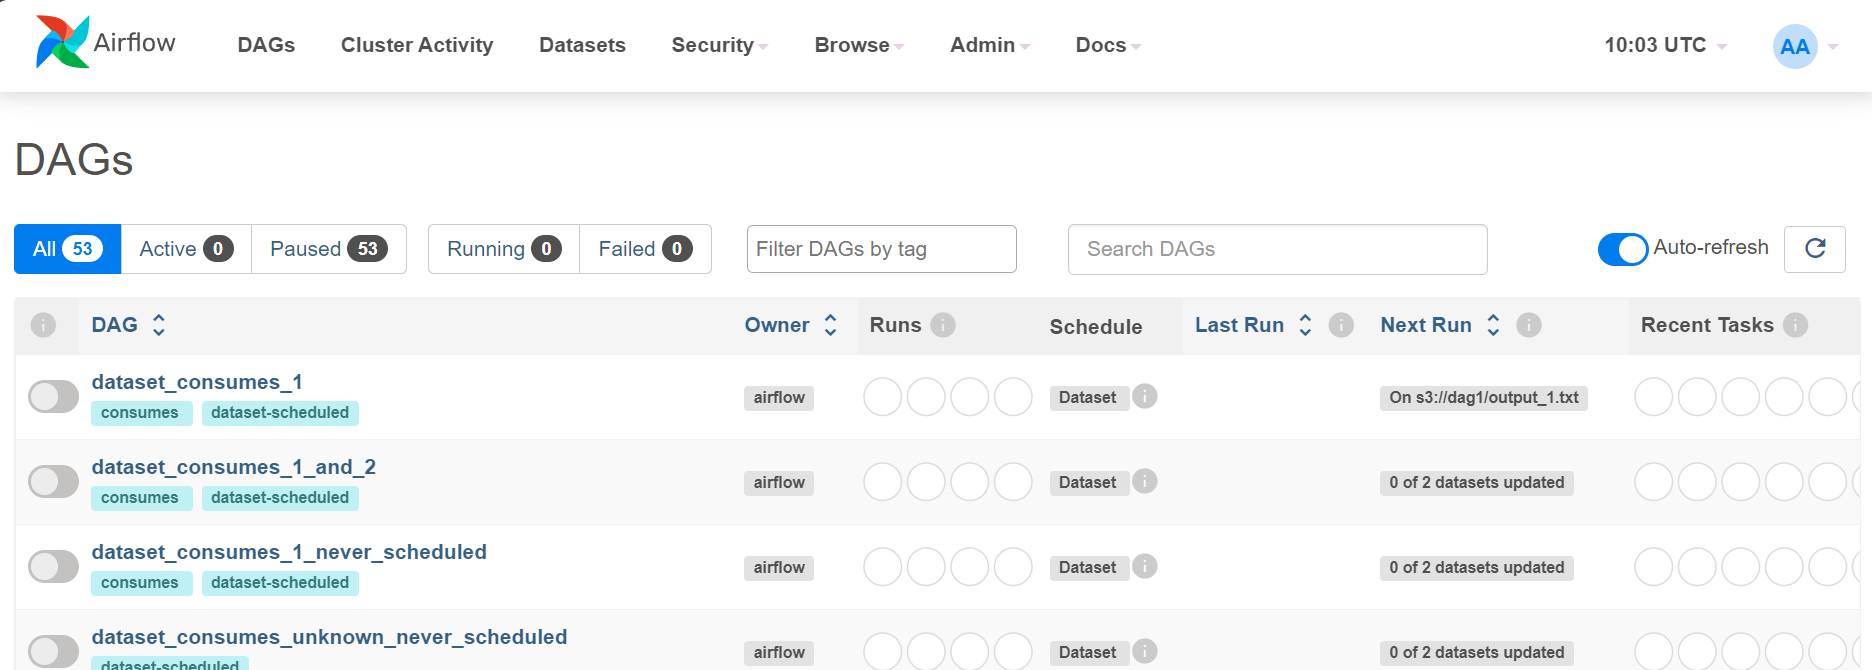 Airflow DAGs Cluster Activity Datasets Security Browse Admin Docs 10:03 UTC AA
DAGs
All 53 Active 0 Paused 53 Running 0 Failed 0 Filter DAGs by tag Search DAGs Auto-refresh
i DAG Owner Runs i Schedule Last Run i Next Run i Recent Tasks i
dataset_consumes_1
consumes dataset-scheduled airflow Dataset i On s3://dag1/output_1.txt
dataset_consumes_1_and_2
consumes dataset-scheduled airflow Dataset i 0 of 2 datasets updated
dataset_consumes_1_never_scheduled
consumes dataset-scheduled airflow Dataset i 0 of 2 datasets updated
dataset_consumes_unknown_never_scheduled
dataset-scheduled airflow Dataset i 0 of 2 datasets updated